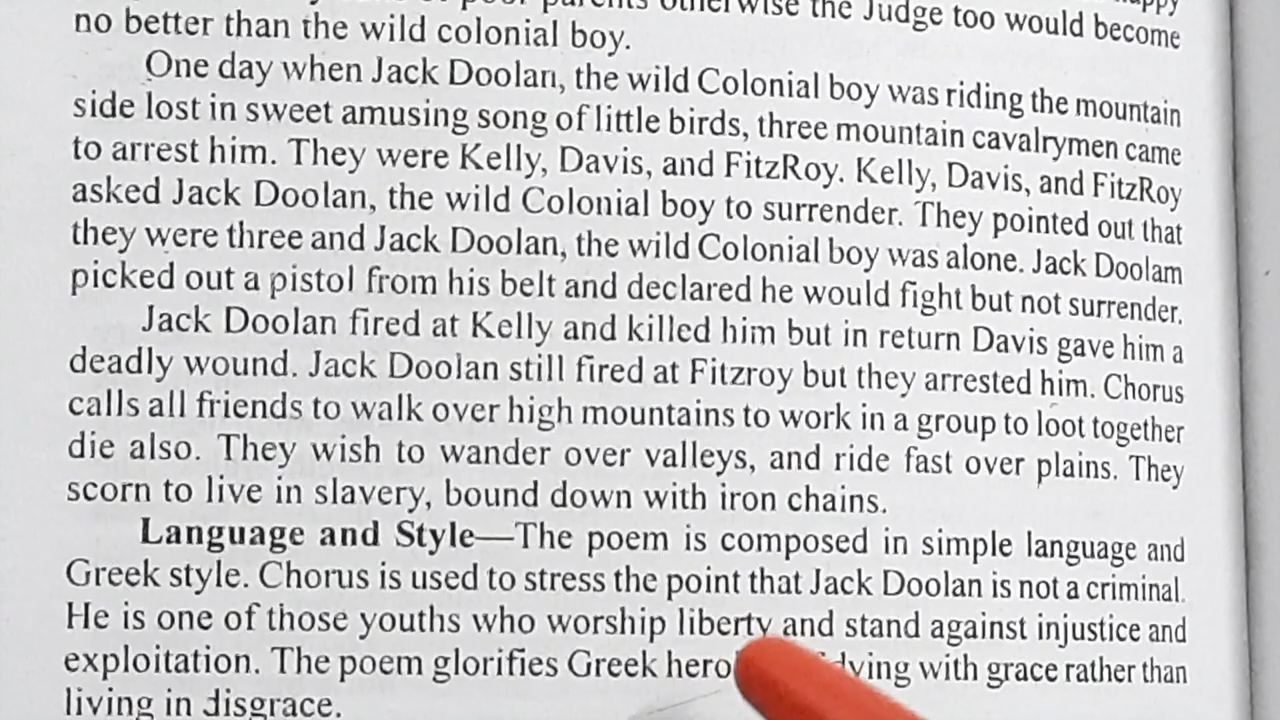 parents otherwise the Judge too would become
no better than the wild colonial boy.
One day when Jack Doolan, the wild Colonial boy was riding the mountain
side lost in sweet amusing song of little birds, three mountain cavalrymen came
to arrest him. They were Kelly, Davis, and FitzRoy. Kelly, Davis, and FitzRoy
asked Jack Doolan, the wild Colonial boy to surrender. They pointed out that
they were three and Jack Doolan, the wild Colonial boy was alone. Jack Doolam
picked out a pistol from his belt and declared he would fight but not surrender.
Jack Doolan fired at Kelly and killed him but in return Davis gave him a
deadly wound. Jack Doolan still fired at Fitzroy but they arrested him. Chorus
calls all friends to walk over high mountains to work in a group to loot together
die also. They wish to wander over valleys, and ride fast over plains. They
scorn to live in slavery, bound down with iron chains.
Language and Style—The poem is composed in simple language and
Greek style. Chorus is used to stress the point that Jack Doolan is not a criminal.
He is one of those youths who worship liberty and stand against injustice and
exploitation. The poem glorifies Greek dying with grace rather than
living in disgrace.